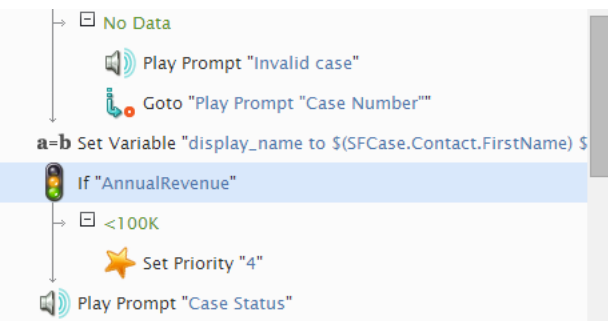 No Data
Play Prompt "Invalid case"
Goto "Play Prompt "Case Number""
a=b Set Variable "display_name to $(SFCase.Contact.FirstName) $
If "AnnualRevenue"
<100K
Set Priority "4"
Play Prompt "Case Status"